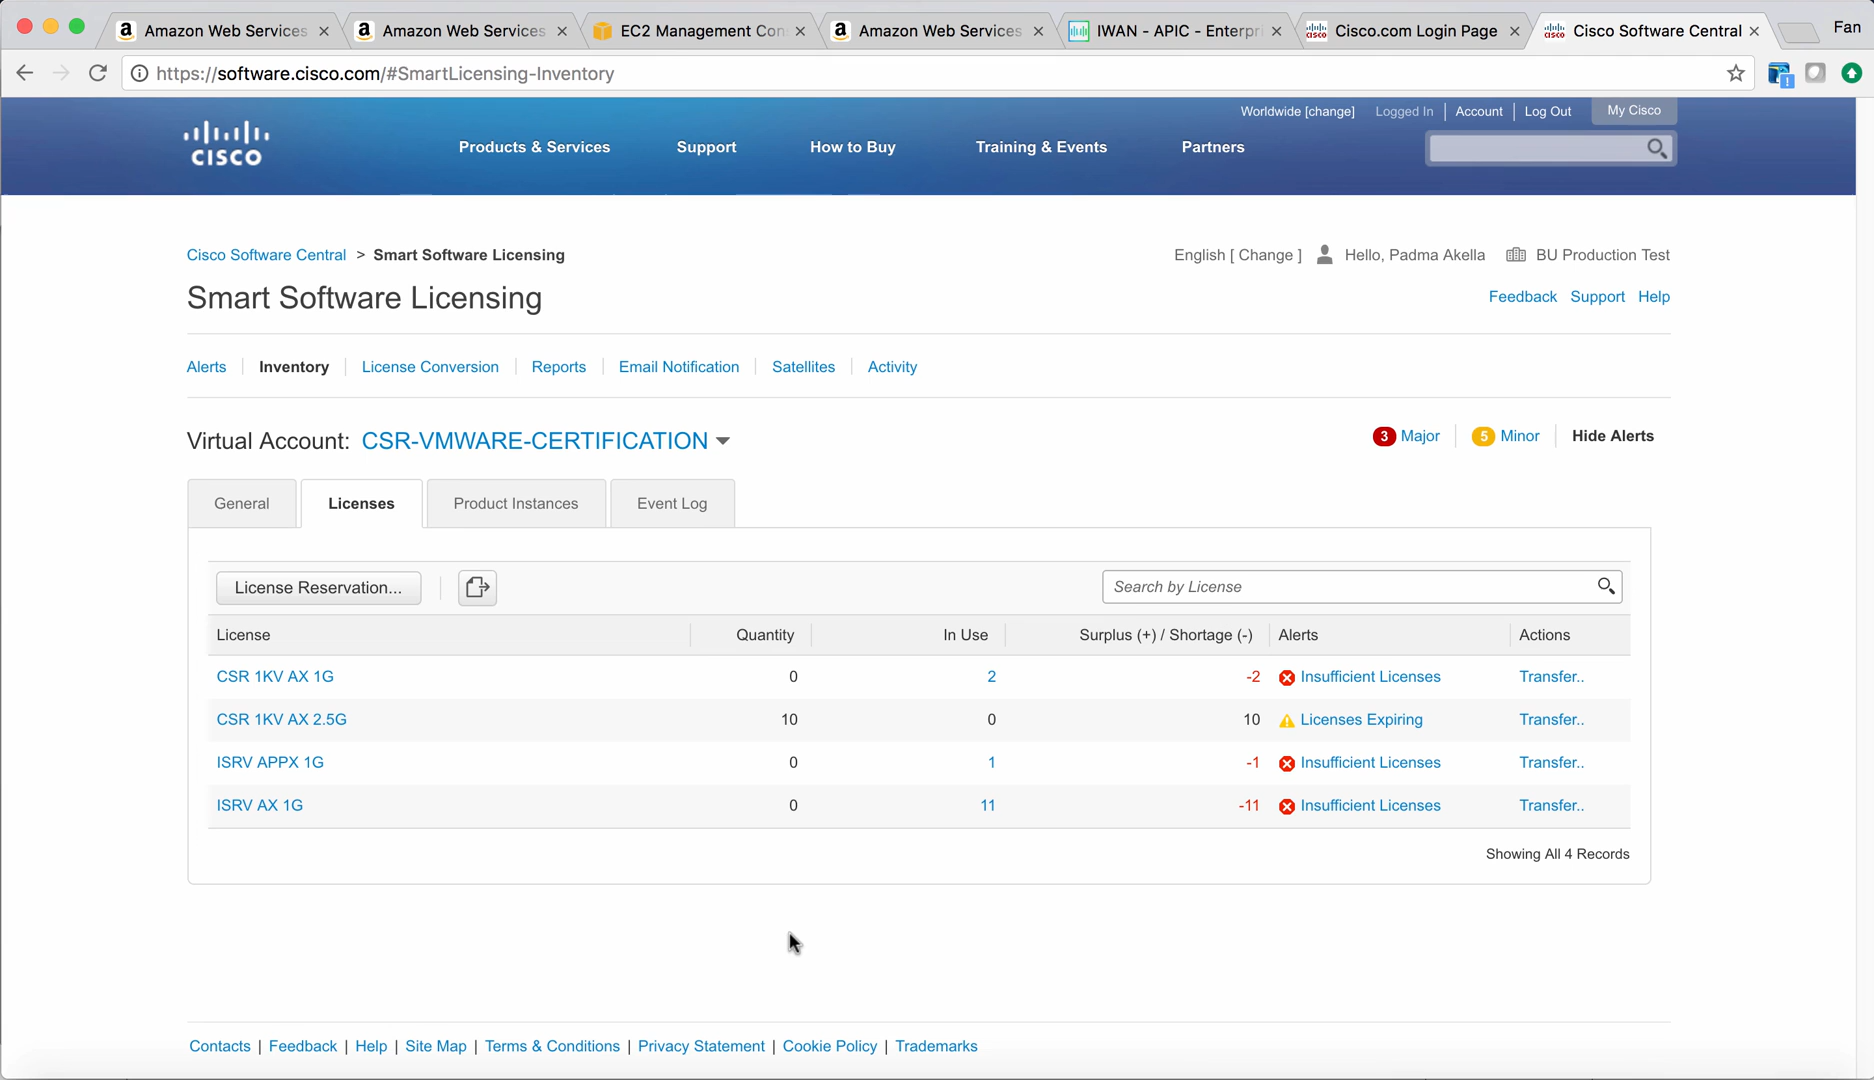 Amazon Web Services
Amazon Web Services
EC2 Management Con
Amazon Web Services
IWAN - APIC - Enterpri
Cisco.com Login Page
Cisco Software Central
Fan
https://software.cisco.com/#SmartLicensing-Inventory
Worldwide [change]
Logged In
Account
Log Out
My Cisco
CISCO
Products & Services
Support
How to Buy
Training & Events
Partners
Cisco Software Central > Smart Software Licensing
English [ Change ]
Hello, Padma Akella
BU Production Test
Smart Software Licensing
Feedback
Support
Help
Alerts
Inventory
License Conversion
Reports
Email Notification
Satellites
Activity
Virtual Account: CSR-VMWARE-CERTIFICATION
3 Major
5 Minor
Hide Alerts
General
Licenses
Product Instances
Event Log
License Reservation...
Search by License
License Quantity In Use Surplus (+) / Shortage (-) Alerts Actions
CSR 1KV AX 1G 0 2 -2 Insufficient Licenses Transfer..
CSR 1KV AX 2.5G 10 0 10 Licenses Expiring Transfer..
ISRV APPX 1G 0 1 -1 Insufficient Licenses Transfer..
ISRV AX 1G 0 11 -11 Insufficient Licenses Transfer..
Showing All 4 Records
Contacts | Feedback | Help | Site Map | Terms & Conditions | Privacy Statement | Cookie Policy | Trademarks